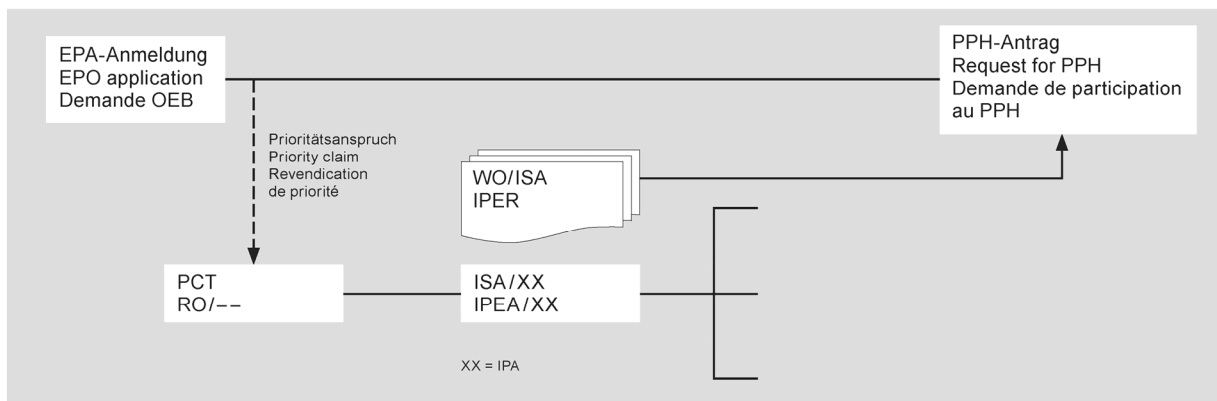 EPA-Anmeldung
EPO application
Demande OEB
PPH-Antrag
Request for PPH
Demande de participation
au PPH
Prioritätsanspruch
Priority claim
Revendication
de priorité
WO/ISA
IPER
PCT
RO/––
ISA/XX
IPEA/XX
XX = IPA